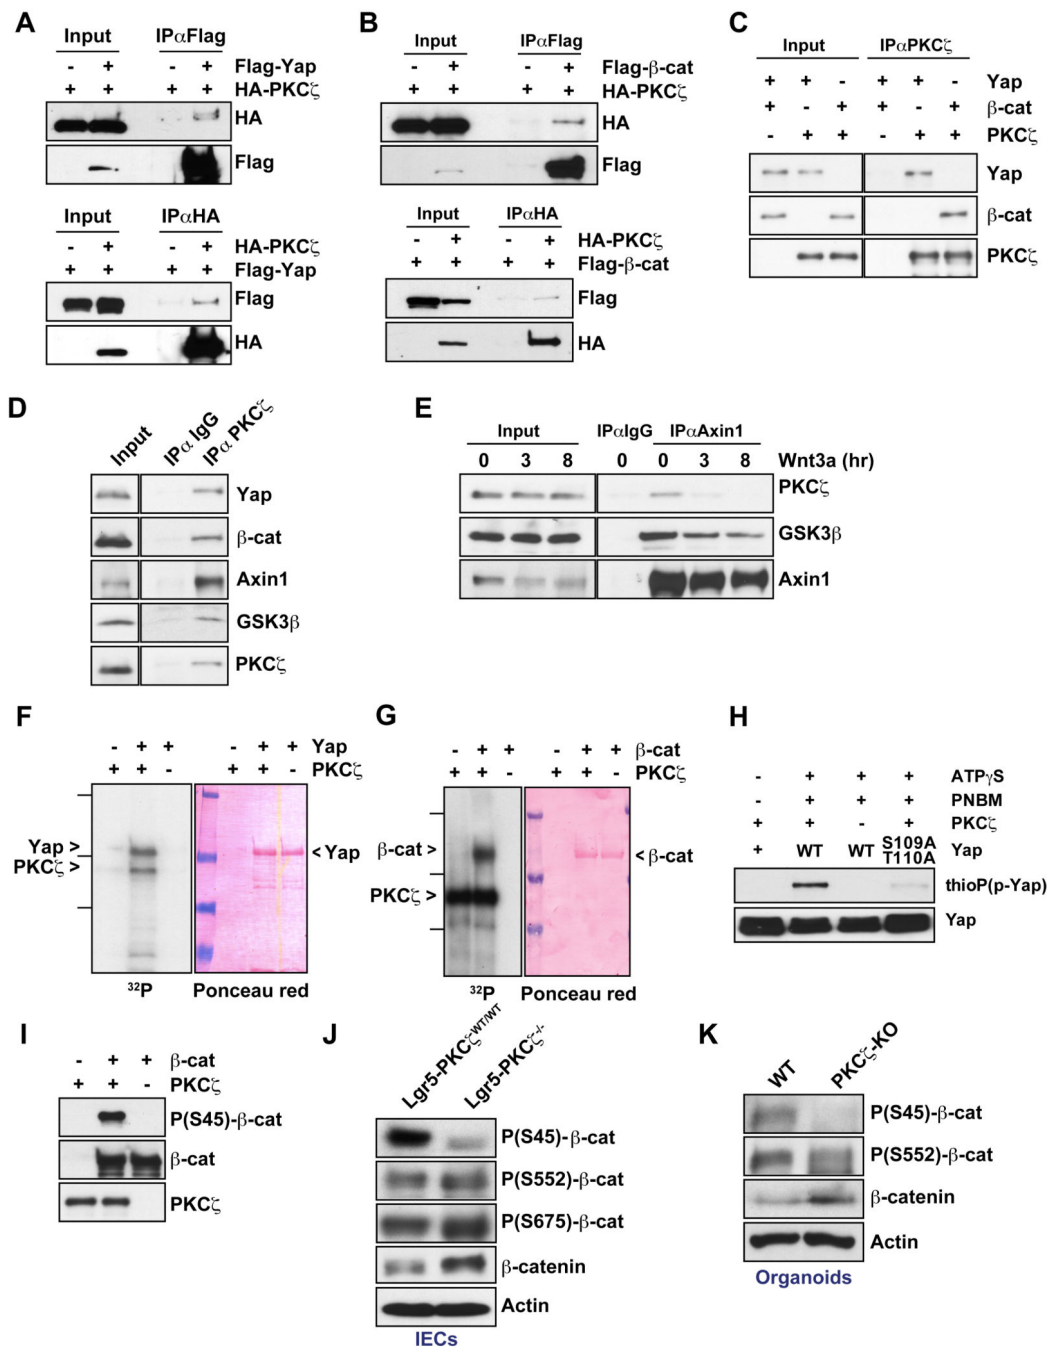 A
Input IPαFlag
- + - + Flag-Yap
+ + + + HA-PKCζ
HA
Flag
Input IPαHA
- + - + HA-PKCζ
+ + + + Flag-Yap
Flag
HA
B
Input IPαFlag
- + - + Flag-β-cat
+ + + + HA-PKCζ
HA
Flag
Input IPαHA
- + - + HA-PKCζ
+ + + + Flag-β-cat
Flag
HA
C
Input IPαPKCζ
+ + - + + - Yap
+ - + + - + β-cat
- + + - + + PKCζ
Yap
β-cat
PKCζ
D
Input IPα IgG IPα PKCζ
Yap
β-cat
Axin1
GSK3β
PKCζ
E
Input IPαIgG IPαAxin1
0 3 8 0 0 3 8 Wnt3a (hr)
PKCζ
GSK3β
Axin1
F
- + + - + + Yap
+ + - + + - PKCζ
Yap > < Yap
PKCζ >
32P Ponceau red
G
- + + - + + β-cat
+ + - + + - PKCζ
β-cat > < β-cat
PKCζ >
32P Ponceau red
H
- + + + ATPγS
- + + + PNBM
+ + - + PKCζ
+ WT WT S109A T110A Yap
thioP(p-Yap)
Yap
I
- + + β-cat
+ + - PKCζ
P(S45)-β-cat
β-cat
PKCζ
J
Lgr5-PKCζWT/WT Lgr5-PKCζ-/-
P(S45)-β-cat
P(S552)-β-cat
P(S675)-β-cat
β-catenin
Actin
IECs
K
WT PKCζ-KO
P(S45)-β-cat
P(S552)-β-cat
β-catenin
Actin
Organoids